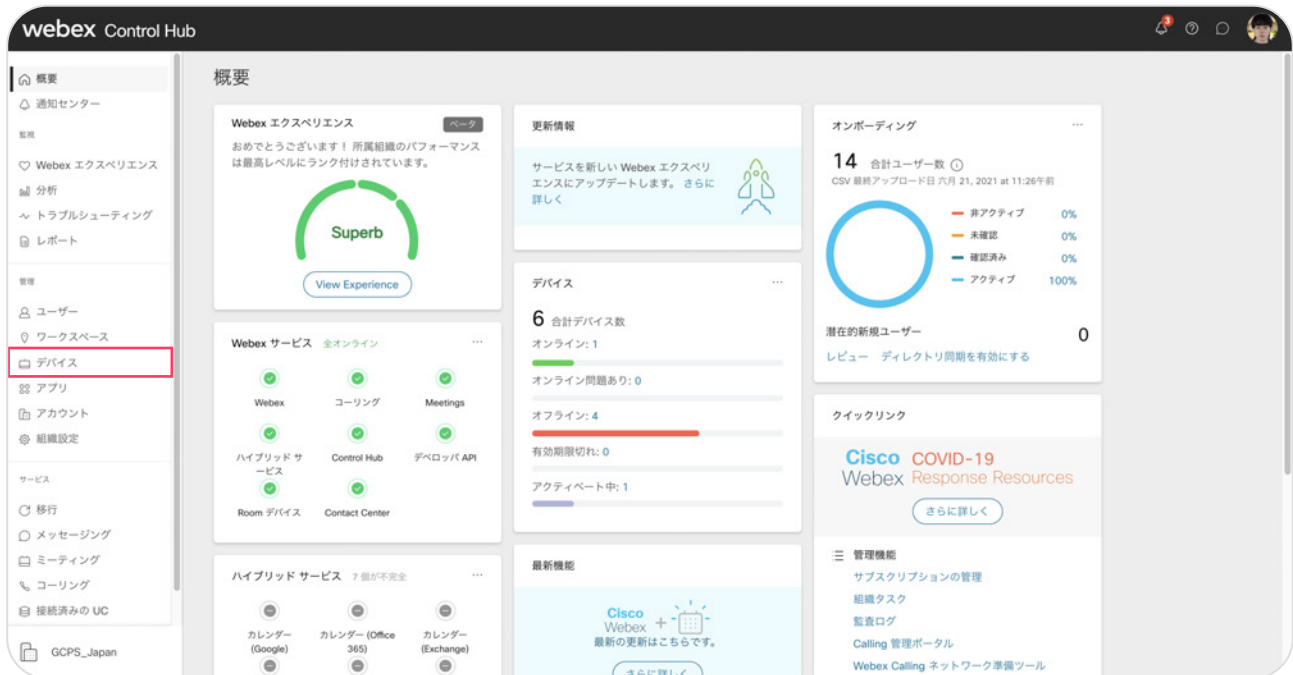 webex Control Hub
3
概要
通知センター
監視
Webex エクスペリエンス
分析
トラブルシューティング
レポート
管理
ユーザー
ワークスペース
デバイス
アプリ
アカウント
組織設定
サービス
移行
メッセージング
ミーティング
コーリング
接続済みの UC
GCPS_Japan
概要
Webex エクスペリエンス
ベータ
おめでとうございます！ 所属組織のパフォーマンス
は最高レベルにランク付けされています。
Superb
View Experience
Webex サービス 全オンライン
Webex
コーリング
Meetings
ハイブリッド サ
ービス
Control Hub
デベロッパ API
Room デバイス
Contact Center
ハイブリッド サービス 7 個が不完全
カレンダー
(Google)
カレンダー (Office
365)
カレンダー
(Exchange)
更新情報
サービスを新しい Webex エクスペリ
エンスにアップデートします。 さらに
詳しく
デバイス
6 合計デバイス数
オンライン: 1
オンライン問題あり: 0
オフライン: 4
有効期限切れ: 0
アクティベート中: 1
最新機能
Cisco
Webex +
最新の更新はこちらです。
さらに詳しく
オンボーディング
14 合計ユーザー数
CSV 最終アップロード日 六月 21, 2021 at 11:26午前
非アクティブ 0%
未確認 0%
確認済み 0%
アクティブ 100%
潜在的新規ユーザー 0
レビュー ディレクトリ同期を有効にする
クイックリンク
Cisco COVID-19
Webex Response Resources
さらに詳しく
管理機能
サブスクリプションの管理
組織タスク
監査ログ
Calling 管理ポータル
Webex Calling ネットワーク準備ツール